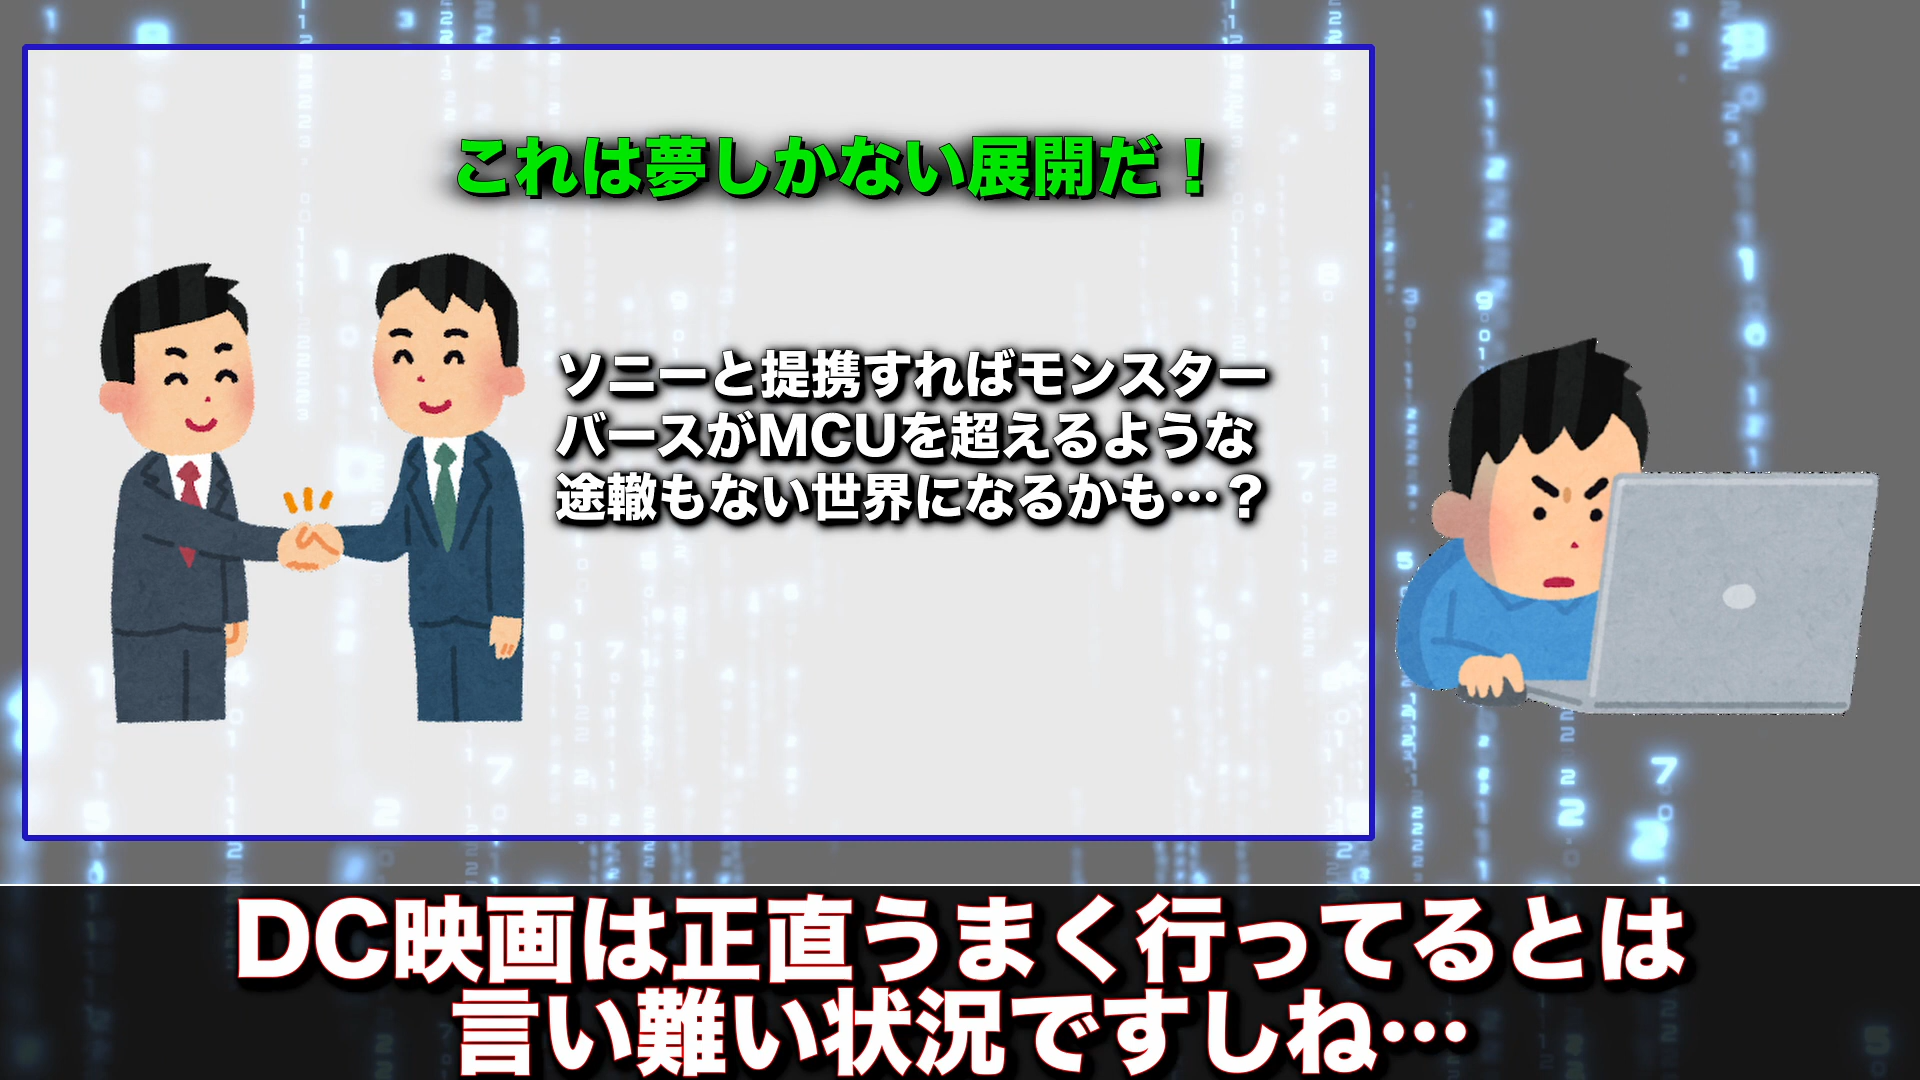 これは夢しかない展開だ！
ソニーと提携すればモンスター
バースがMCUを超えるような
途轍もない世界になるかも…？
DC映画は正直うまく行ってるとは
言い難い状況ですしね…